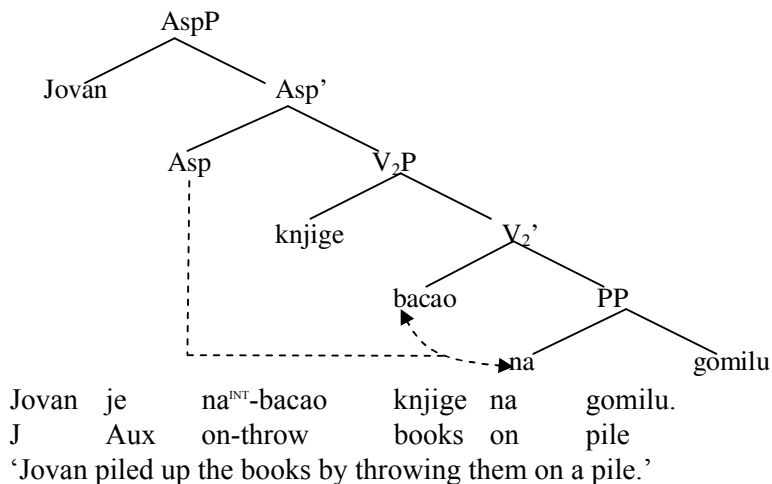 AspP
Jovan Asp’
Asp V₂P
knjige V₂’
bacao PP
na gomilu
Jovan je naᴵᴺᵀ-bacao knjige na gomilu.
J Aux on-throw books on pile
‘Jovan piled up the books by throwing them on a pile.’